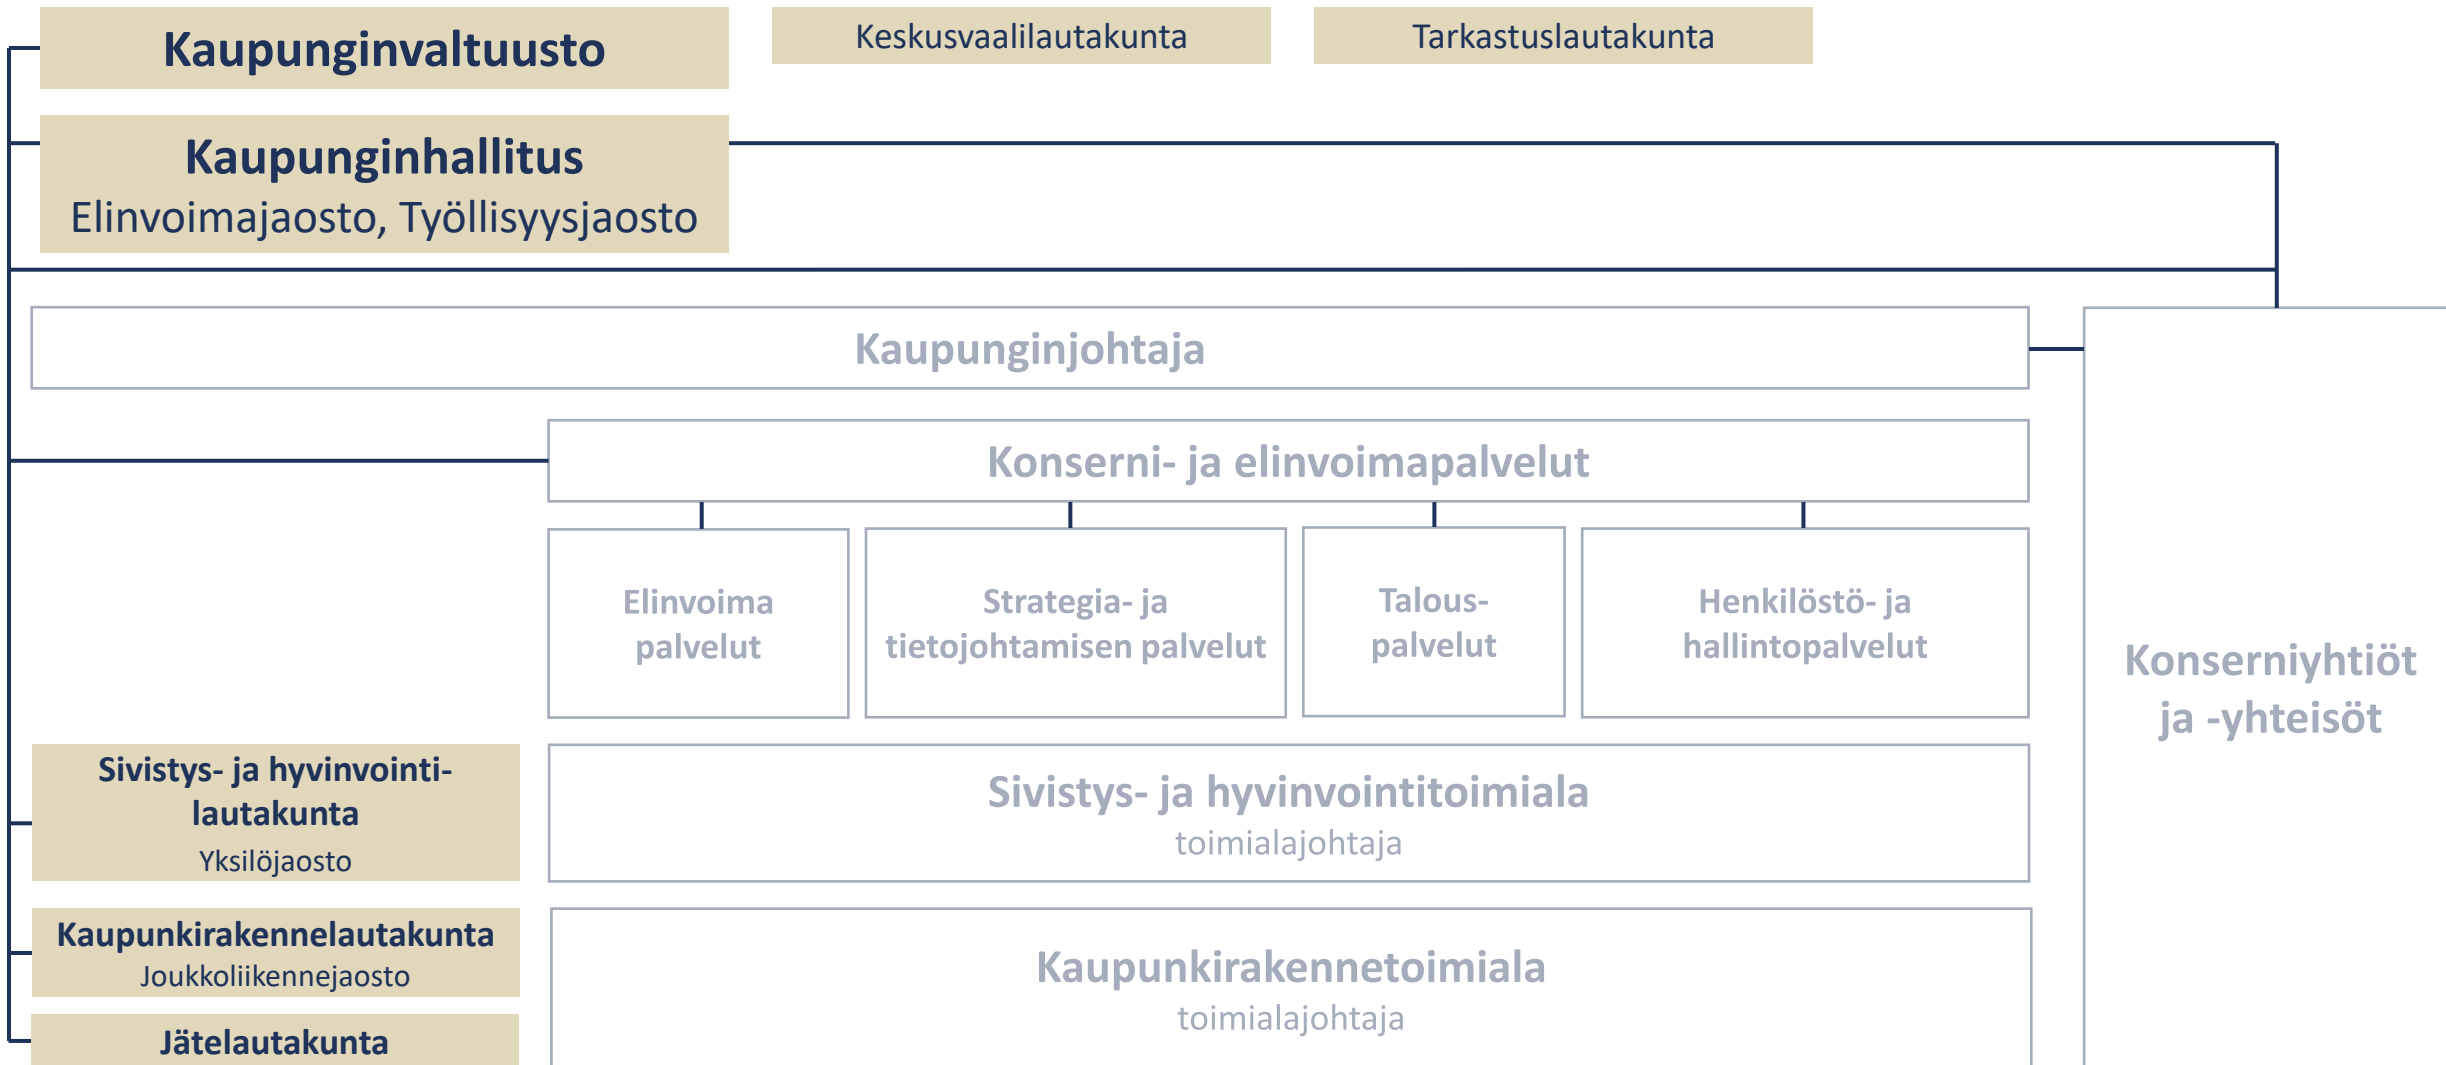 Kaupunginvaltuusto
Keskusvaalilautakunta
Tarkastuslautakunta
Kaupunginhallitus
Elinvoimajaosto, Työllisyysjaosto
Kaupunginjohtaja
Konserni- ja elinvoimapalvelut
Elinvoima
palvelut
Strategia- ja
tietojohtamisen palvelut
Talous-
palvelut
Henkilöstö- ja
hallintopalvelut
Konserniyhtiöt
ja -yhteisöt
Sivistys- ja hyvinvointi-
lautakunta
Yksilöjaosto
Sivistys- ja hyvinvointitoimiala
toimialajohtaja
Kaupunkirakennelautakunta
Joukkoliikennejaosto
Kaupunkirakennetoimiala
toimialajohtaja
Jätelautakunta